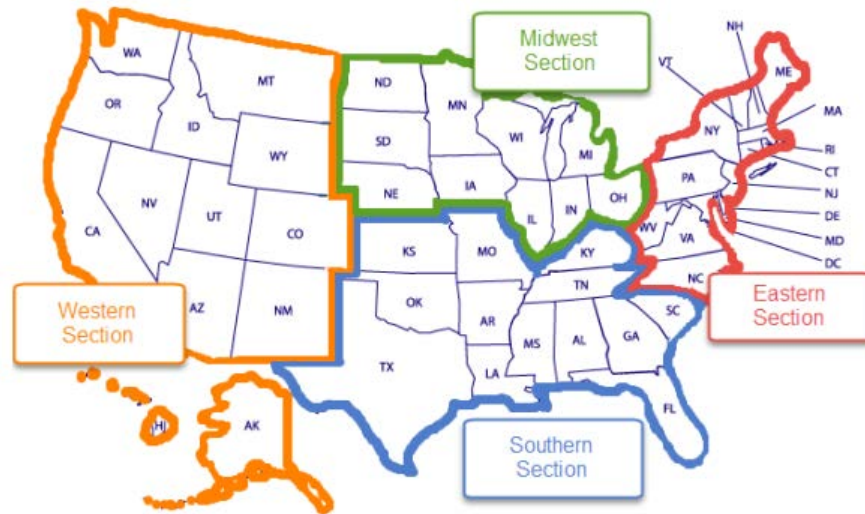 Midwest
Section
NH
VT
ME
WA
MT
ND
MN
OR
ID
WI
NY
MA
SD
MI
WY
RI
CT
PA
NJ
NE
IA
OH
IL
IN
DE
NV
UT
WV
VA
MD
CA
CO
DC
KS
MO
KY
NC
TN
Western
Section
AZ
NM
OK
AR
SC
Eastern
Section
MS
AL
GA
TX
LA
FL
HI
AK
Southern
Section